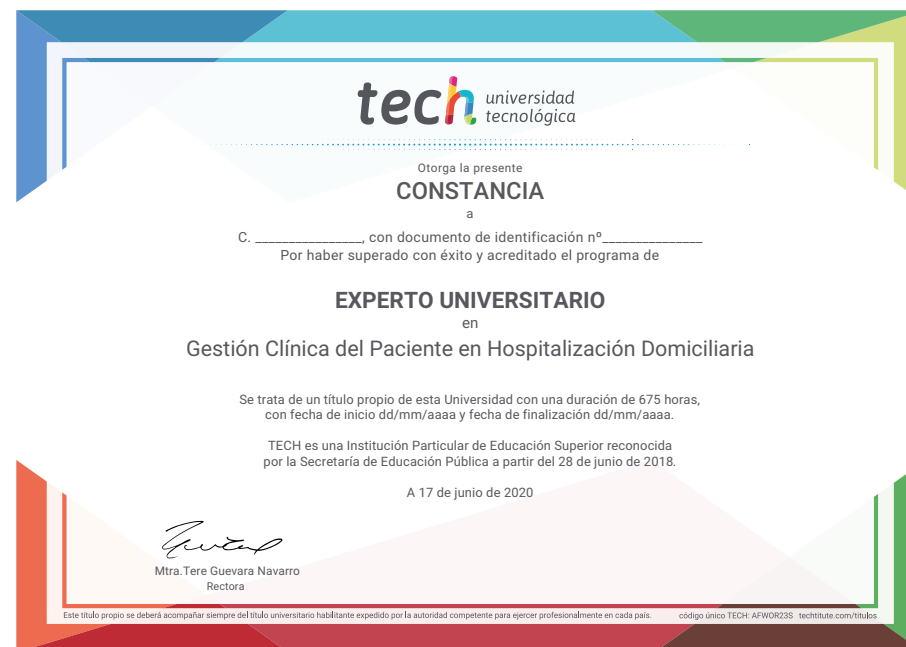 tech universidad
tecnológica
Otorga la presente
CONSTANCIA
a
C. ________________, con documento de identificación nº_______________
Por haber superado con éxito y acreditado el programa de
EXPERTO UNIVERSITARIO
en
Gestión Clínica del Paciente en Hospitalización Domiciliaria
Se trata de un título propio de esta Universidad con una duración de 675 horas,
con fecha de inicio dd/mm/aaaa y fecha de finalización dd/mm/aaaa.
TECH es una Institución Particular de Educación Superior reconocida
por la Secretaría de Educación Pública a partir del 28 de junio de 2018.
A 17 de junio de 2020
Mtra.Tere Guevara Navarro
Rectora
Este título propio se deberá acompañar siempre del título universitario habilitante expedido por la autoridad competente para ejercer profesionalmente en cada país. código único TECH: AFWOR23S techtitute.com/titulos